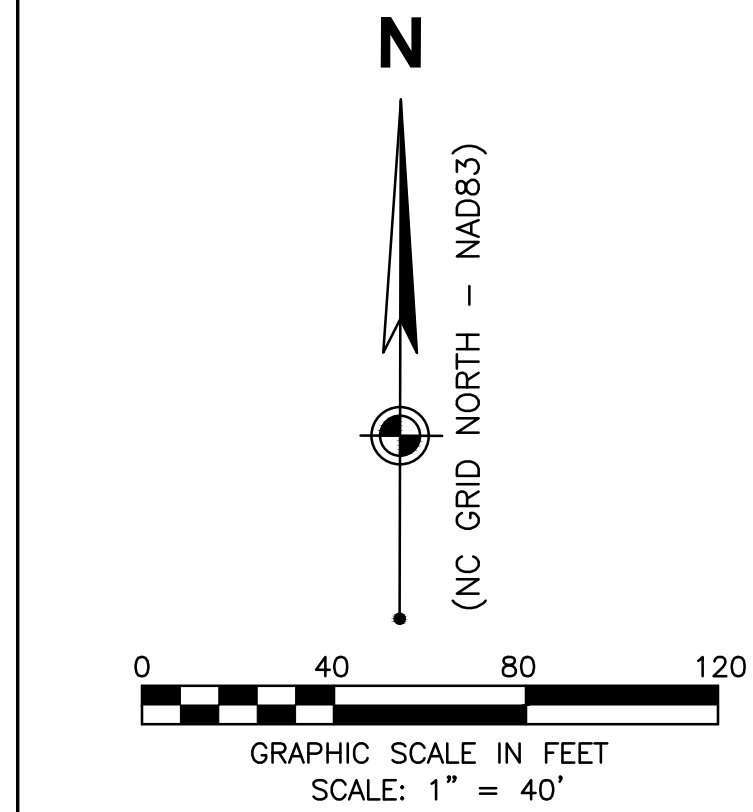 N
(NC GRID NORTH – NAD83)
0 40 80 120
GRAPHIC SCALE IN FEET
SCALE: 1" = 40'